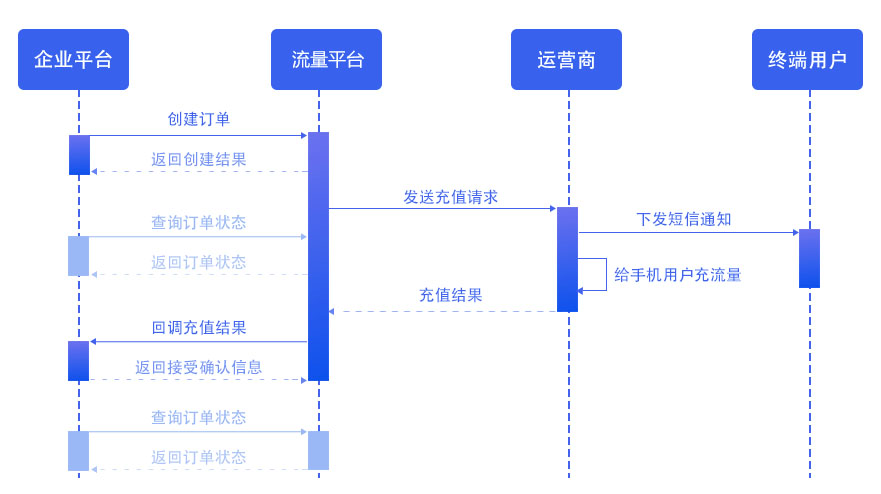 企业平台
流量平台
运营商
终端用户
创建订单
返回创建结果
发送充值请求
下发短信通知
查询订单状态
返回订单状态
给手机用户充流量
充值结果
回调充值结果
返回接受确认信息
查询订单状态
返回订单状态